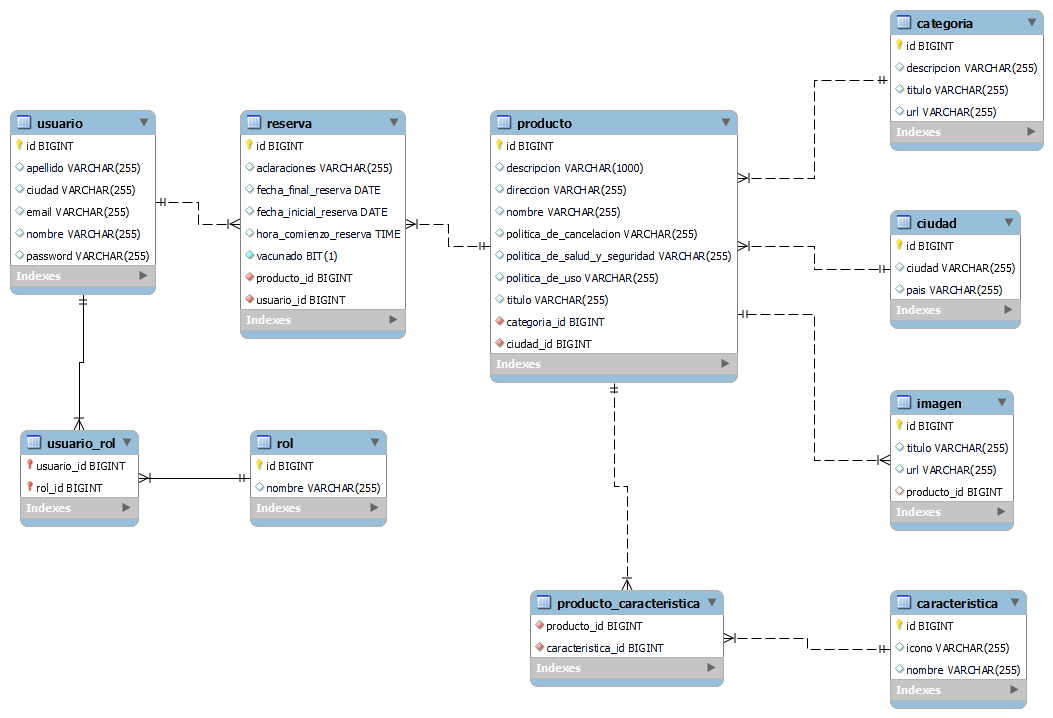 usuario
id BIGINT
apellido VARCHAR(255)
ciudad VARCHAR(255)
email VARCHAR(255)
nombre VARCHAR(255)
password VARCHAR(255)
Indexes
reserva
id BIGINT
aclaraciones VARCHAR(255)
fecha_final_reserva DATE
fecha_inicial_reserva DATE
hora_comienzo_reserva TIME
vacunado BIT(1)
producto_id BIGINT
usuario_id BIGINT
Indexes
producto
id BIGINT
descripcion VARCHAR(1000)
direccion VARCHAR(255)
nombre VARCHAR(255)
politica_de_cancelacion VARCHAR(255)
politica_de_salud_y_seguridad VARCHAR(255)
politica_de_uso VARCHAR(255)
titulo VARCHAR(255)
categoria_id BIGINT
ciudad_id BIGINT
Indexes
categoria
id BIGINT
descripcion VARCHAR(255)
titulo VARCHAR(255)
url VARCHAR(255)
Indexes
ciudad
id BIGINT
ciudad VARCHAR(255)
pais VARCHAR(255)
Indexes
imagen
id BIGINT
titulo VARCHAR(255)
url VARCHAR(255)
producto_id BIGINT
Indexes
usuario_rol
usuario_id BIGINT
rol_id BIGINT
Indexes
rol
id BIGINT
nombre VARCHAR(255)
Indexes
producto_caracteristica
producto_id BIGINT
caracteristica_id BIGINT
Indexes
caracteristica
id BIGINT
icono VARCHAR(255)
nombre VARCHAR(255)
Indexes